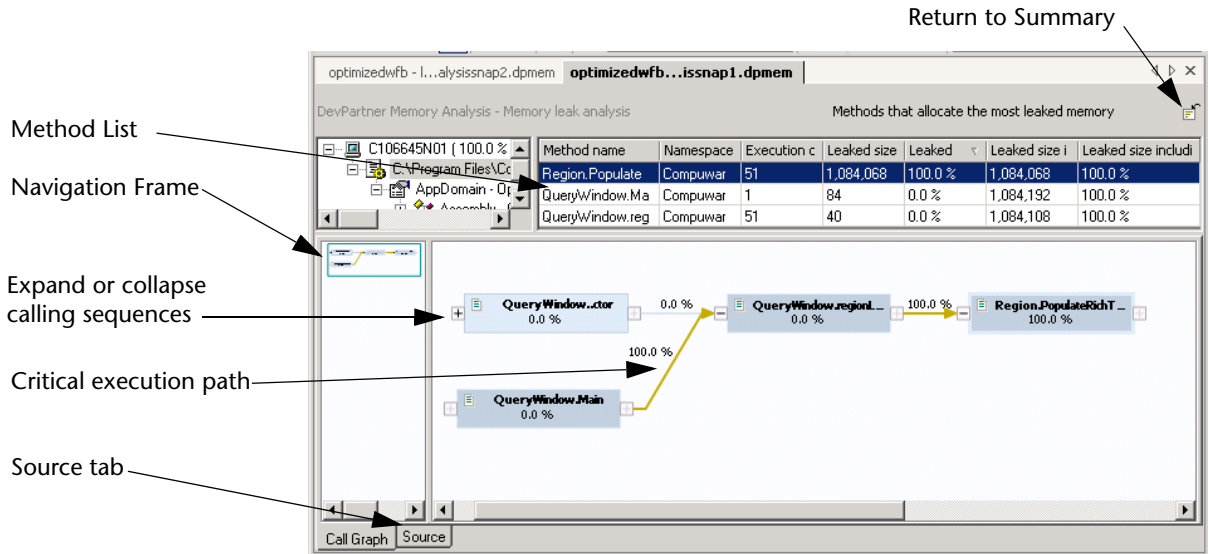 Return to Summary
optimizedwfb - l...alysissnap2.dpmem optimizedwfb...issnap1.dpmem
DevPartner Memory Analysis - Memory leak analysis Methods that allocate the most leaked memory
Method List
Navigation Frame
Expand or collapse
calling sequences
Critical execution path
Source tab
C106645N01 ( 100.0 %
C:\Program Files\Cc
AppDomain - Op
Method name Namespace Execution c Leaked size Leaked Leaked size i Leaked size includi
Region.Populate Compuwar 51 1,084,068 100.0 % 1,084,068 100.0 %
QueryWindow.Ma Compuwar 1 84 0.0 % 1,084,192 100.0 %
QueryWindow.reg Compuwar 51 40 0.0 % 1,084,108 100.0 %
QueryWindow..ctor
0.0 %
0.0 %
QueryWindow.regionL...
0.0 %
100.0 %
Region.PopulateRichT...
100.0 %
100.0 %
QueryWindow.Main
0.0 %
Call Graph Source